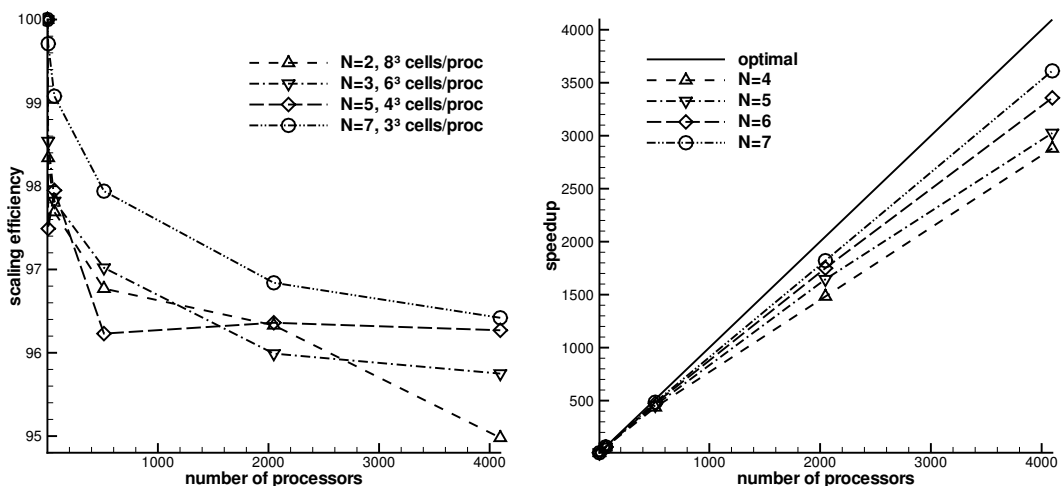 scaling efficiency
100
99
98
97
96
95
N=2, 8³ cells/proc
N=3, 6³ cells/proc
N=5, 4³ cells/proc
N=7, 3³ cells/proc
1000 2000 3000 4000
number of processors
speedup
4000
3500
3000
2500
2000
1500
1000
500
optimal
N=4
N=5
N=6
N=7
1000 2000 3000 4000
number of processors